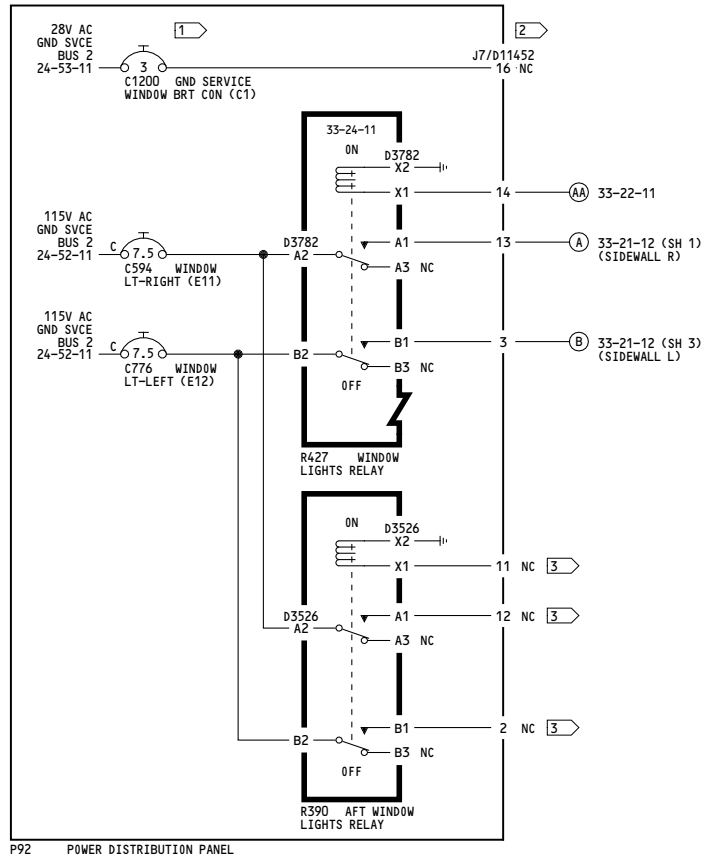 28V AC
GND SVCE
BUS 2
24-53-11
3
C1200 GND SERVICE
WINDOW BRT CON (C1)
1
2
J7/D11452
16 NC
33-24-11
ON
D3782
X2
X1
14
AA
33-22-11
115V AC
GND SVCE
BUS 2
24-52-11
C
7.5
C594 WINDOW
LT-RIGHT (E11)
D3782
A2
A1
13
A
33-21-12 (SH 1)
(SIDEWALL R)
A3 NC
115V AC
GND SVCE
BUS 2
24-52-11
C
7.5
C776 WINDOW
LT-LEFT (E12)
B2
B1
3
B
33-21-12 (SH 3)
(SIDEWALL L)
B3 NC
OFF
R427 WINDOW
LIGHTS RELAY
ON
D3526
X2
X1
11 NC
3
D3526
A2
A1
12 NC
3
A3 NC
B2
B1
2 NC
3
B3 NC
OFF
R390 AFT WINDOW
LIGHTS RELAY
P92 POWER DISTRIBUTION PANEL